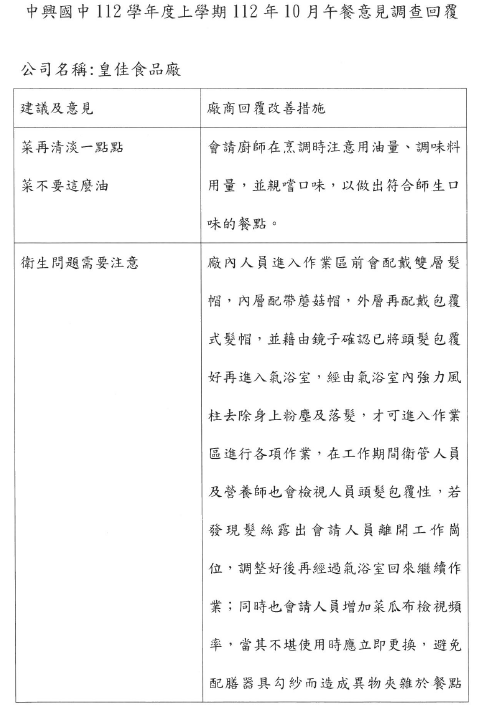 中興國中 112 學年度上學期 112 年 10 月午餐意見調查回覆
公司名稱:皇佳食品廠
建議及意見
廠商回覆改善措施
菜再清淡一點點
菜不要這麼油
會請廚師在烹調時注意用油量、調味料
用量，並親嚐口味，以做出符合師生口
味的餐點。
衛生問題需要注意
廠內人員進入作業區前會配戴雙層髮
帽，內層配帶蘑菇帽，外層再配戴包覆
式髮帽，並藉由鏡子確認已將頭髮包覆
好再進入氣浴室，經由氣浴室內強力風
柱去除身上粉塵及落髮，才可進入作業
區進行各項作業，在工作期間衛管人員
及營養師也會檢視人員頭髮包覆性，若
發現髮絲露出會請人員離開工作崗
位，調整好後再經過氣浴室回來繼續作
業；同時也會請人員增加菜瓜布檢視頻
率，當其不堪使用時應立即更換，避免
配膳器具勾紗而造成異物夾雜於餐點